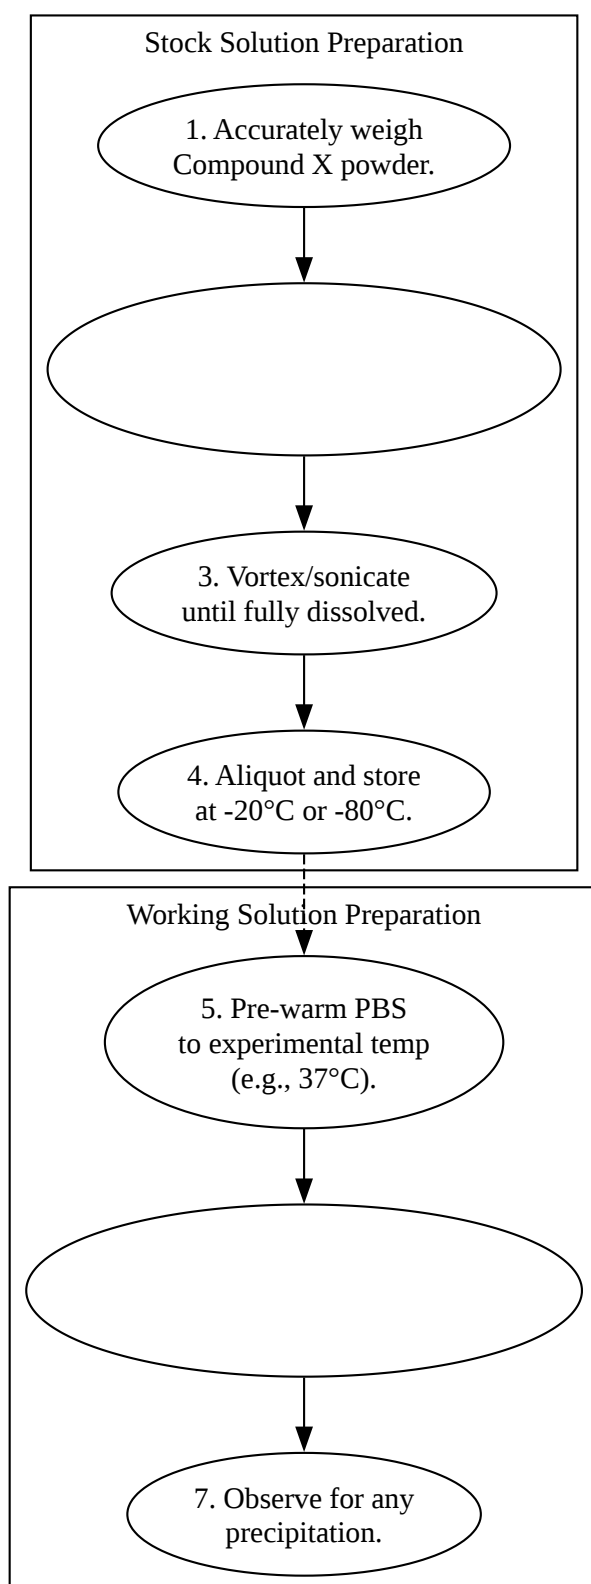 Stock Solution Preparation
1. Accurately weigh
Compound X powder.
3. Vortex/sonicate
until fully dissolved.
4. Aliquot and store
at -20°C or -80°C.
Working Solution Preparation
5. Pre-warm PBS
to experimental temp
(e.g., 37°C).
7. Observe for any
precipitation.